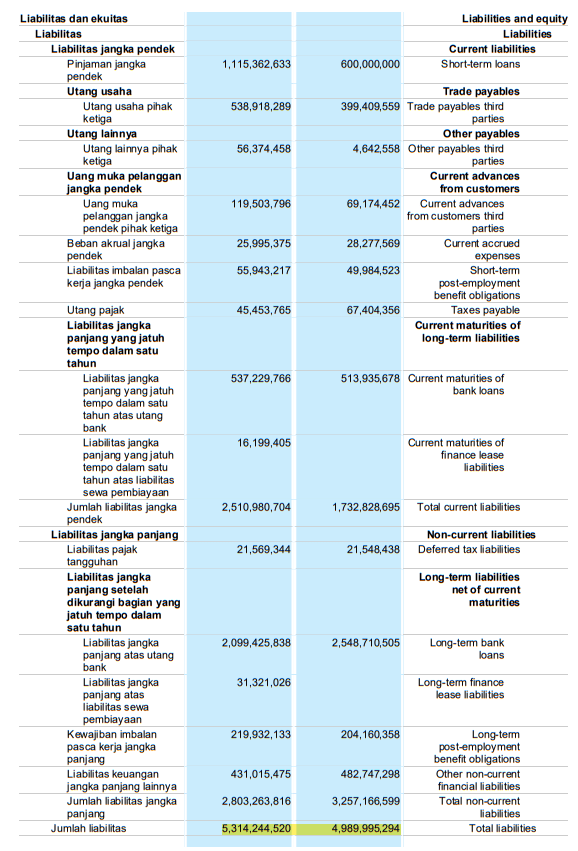 Liabilitas dan ekuitas Liabilities and equity
Liabilitas Liabilities
Liabilitas jangka pendek Current liabilities
Pinjaman jangka 1,115,362,633 600,000,000 Short-term loans
pendek
Utang usaha Trade payables
Utang usaha pihak 538,918,289 399,409,559 Trade payables third
ketiga parties
Utang lainnya Other payables
Utang lainnya pihak 56,374,458 4,642,558 Other payables third
ketiga parties
Uang muka pelanggan Current advances
jangka pendek from customers
Uang muka 119,503,796 69,174,452 Current advances
pelanggan jangka from customers third
pendek pihak ketiga parties
Beban akrual jangka 25,995,375 28,277,569 Current accrued
pendek expenses
Liabilitas imbalan pasca 55,943,217 49,984,523 Short-term
kerja jangka pendek post-employment
benefit obligations
Utang pajak 45,453,765 67,404,356 Taxes payable
Liabilitas jangka Current maturities of
panjang yang jatuh long-term liabilities
tempo dalam satu
tahun
Liabilitas jangka 537,229,766 513,935,678 Current maturities of
panjang yang jatuh bank loans
tempo dalam satu
tahun atas utang
bank
Liabilitas jangka 16,199,405 Current maturities of
panjang yang jatuh finance lease
tempo dalam satu liabilities
tahun atas liabilitas
sewa pembiayaan
Jumlah liabilitas jangka 2,510,980,704 1,732,828,695 Total current liabilities
pendek
Liabilitas jangka panjang Non-current liabilities
Liabilitas pajak 21,569,344 21,548,438 Deferred tax liabilities
tangguhan
Liabilitas jangka Long-term liabilities
panjang setelah net of current
dikurangi bagian yang maturities
jatuh tempo dalam
satu tahun
Liabilitas jangka 2,099,425,838 2,548,710,505 Long-term bank
panjang atas utang loans
bank
Liabilitas jangka 31,321,026 Long-term finance
panjang atas lease liabilities
liabilitas sewa
pembiayaan
Kewajiban imbalan 219,932,133 204,160,358 Long-term
pasca kerja jangka post-employment
panjang benefit obligations
Liabilitas keuangan 431,015,475 482,747,298 Other non-current
jangka panjang lainnya financial liabilities
Jumlah liabilitas jangka 2,803,263,816 3,257,166,599 Total non-current
panjang liabilities
Jumlah liabilitas 5,314,244,520 4,989,995,294 Total liabilities